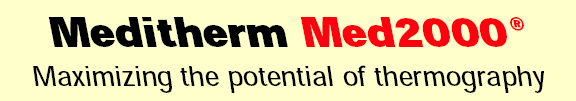 Meditherm Med2000®
Maximizing the potential of thermography